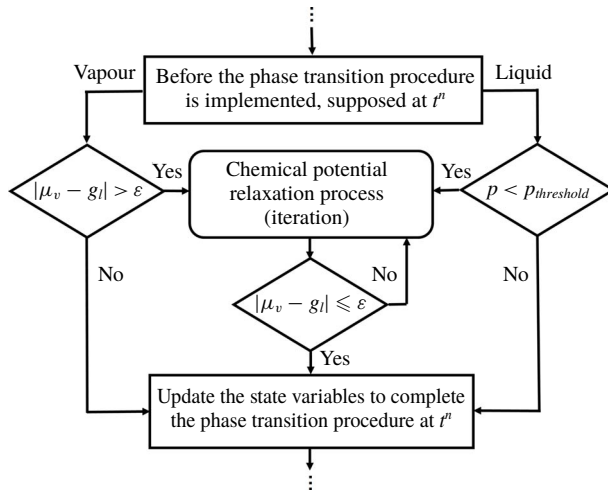 ⋮
Vapour
Before the phase transition procedure
is implemented, supposed at tⁿ
Liquid
|μᵥ − gₗ| > ε
Yes
Chemical potential
relaxation process
(iteration)
Yes
p < p_threshold
No
|μᵥ − gₗ| ⩽ ε
No
No
Yes
Update the state variables to complete
the phase transition procedure at tⁿ
⋮